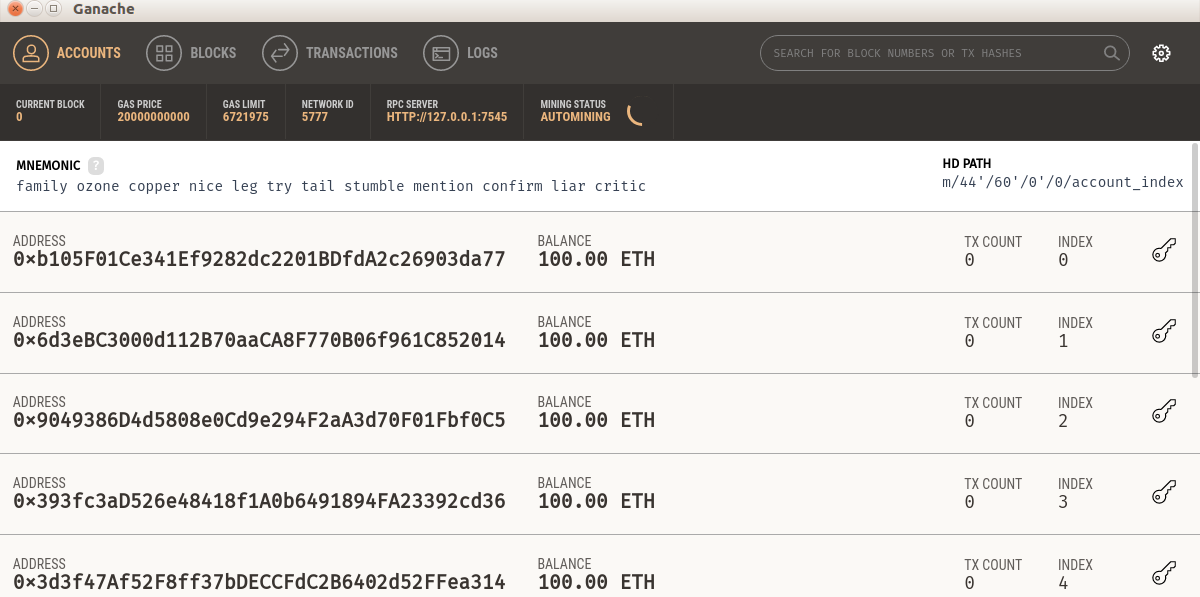 Ganache
ACCOUNTS BLOCKS TRANSACTIONS LOGS SEARCH FOR BLOCK NUMBERS OR TX HASHES
CURRENT BLOCK GAS PRICE GAS LIMIT NETWORK ID RPC SERVER MINING STATUS
0 20000000000 6721975 5777 HTTP://127.0.0.1:7545 AUTOMINING
MNEMONIC ? HD PATH
family ozone copper nice leg try tail stumble mention confirm liar critic m/44'/60'/0'/0/account_index
ADDRESS BALANCE TX COUNT INDEX
0×b105F01Ce341Ef9282dc2201BDfdA2c26903da77 100.00 ETH 0 0
ADDRESS BALANCE TX COUNT INDEX
0×6d3eBC3000d112B70aaCA8F770B06f961C852014 100.00 ETH 0 1
ADDRESS BALANCE TX COUNT INDEX
0×9049386D4d5808e0Cd9e294F2aA3d70F01Fbf0C5 100.00 ETH 0 2
ADDRESS BALANCE TX COUNT INDEX
0×393fc3aD526e48418f1A0b6491894FA23392cd36 100.00 ETH 0 3
ADDRESS BALANCE TX COUNT INDEX
0×3d3f47Af52F8ff37bDECCFdC2B6402d52FFea314 100.00 ETH 0 4